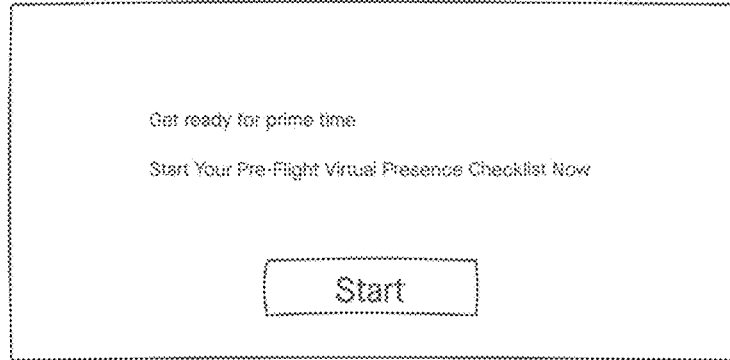 Get ready for prime time
Start Your Pre-Flight Virtual Presence Checklist Now
Start